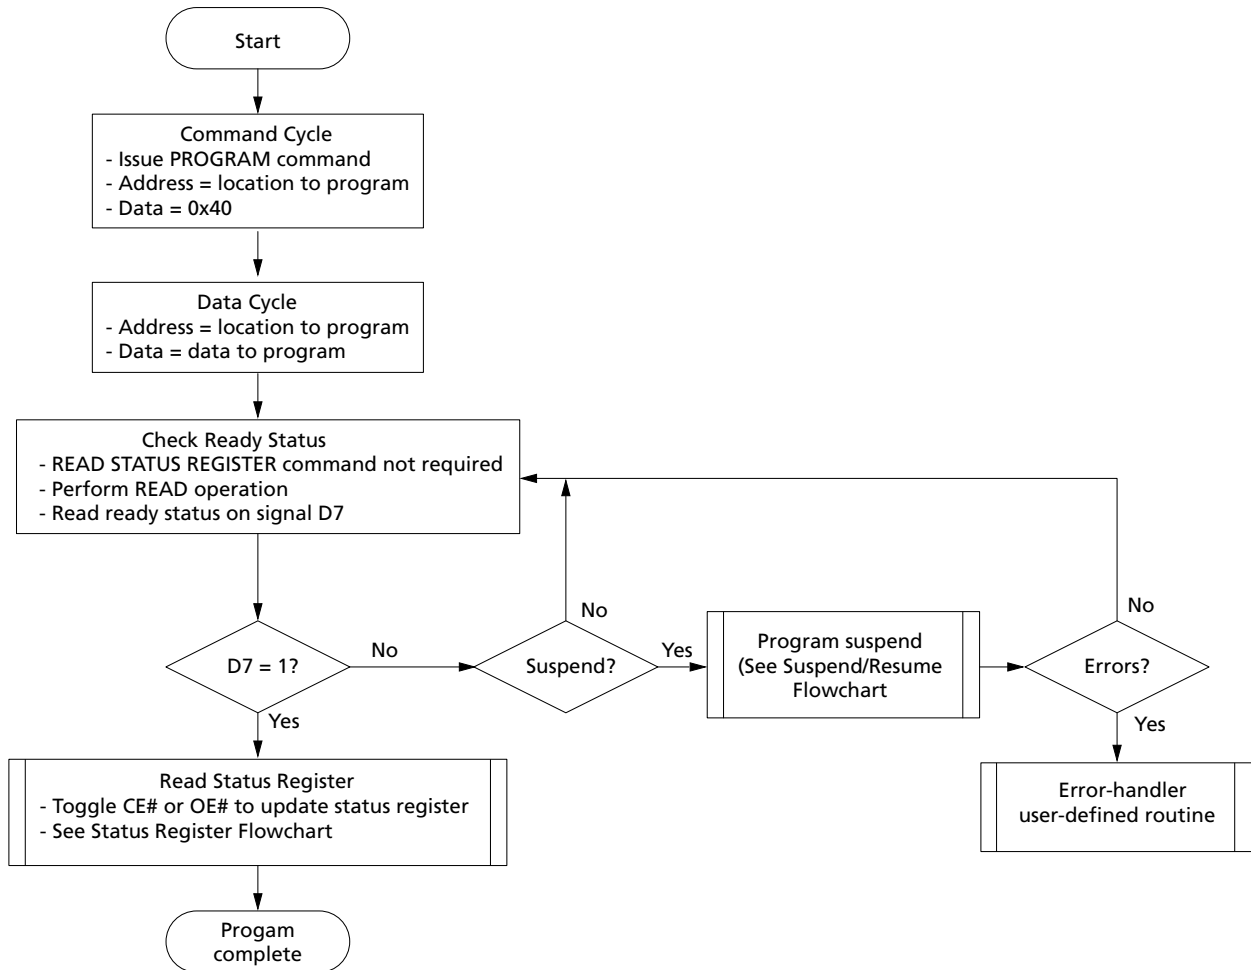 Start
Command Cycle
- Issue PROGRAM command
- Address = location to program
- Data = 0x40
Data Cycle
- Address = location to program
- Data = data to program
Check Ready Status
- READ STATUS REGISTER command not required
- Perform READ operation
- Read ready status on signal D7
D7 = 1?
No
Suspend?
No
Yes
Program suspend
(See Suspend/Resume
Flowchart
Errors?
No
Yes
Error-handler
user-defined routine
Yes
Read Status Register
- Toggle CE# or OE# to update status register
- See Status Register Flowchart
Progam
complete